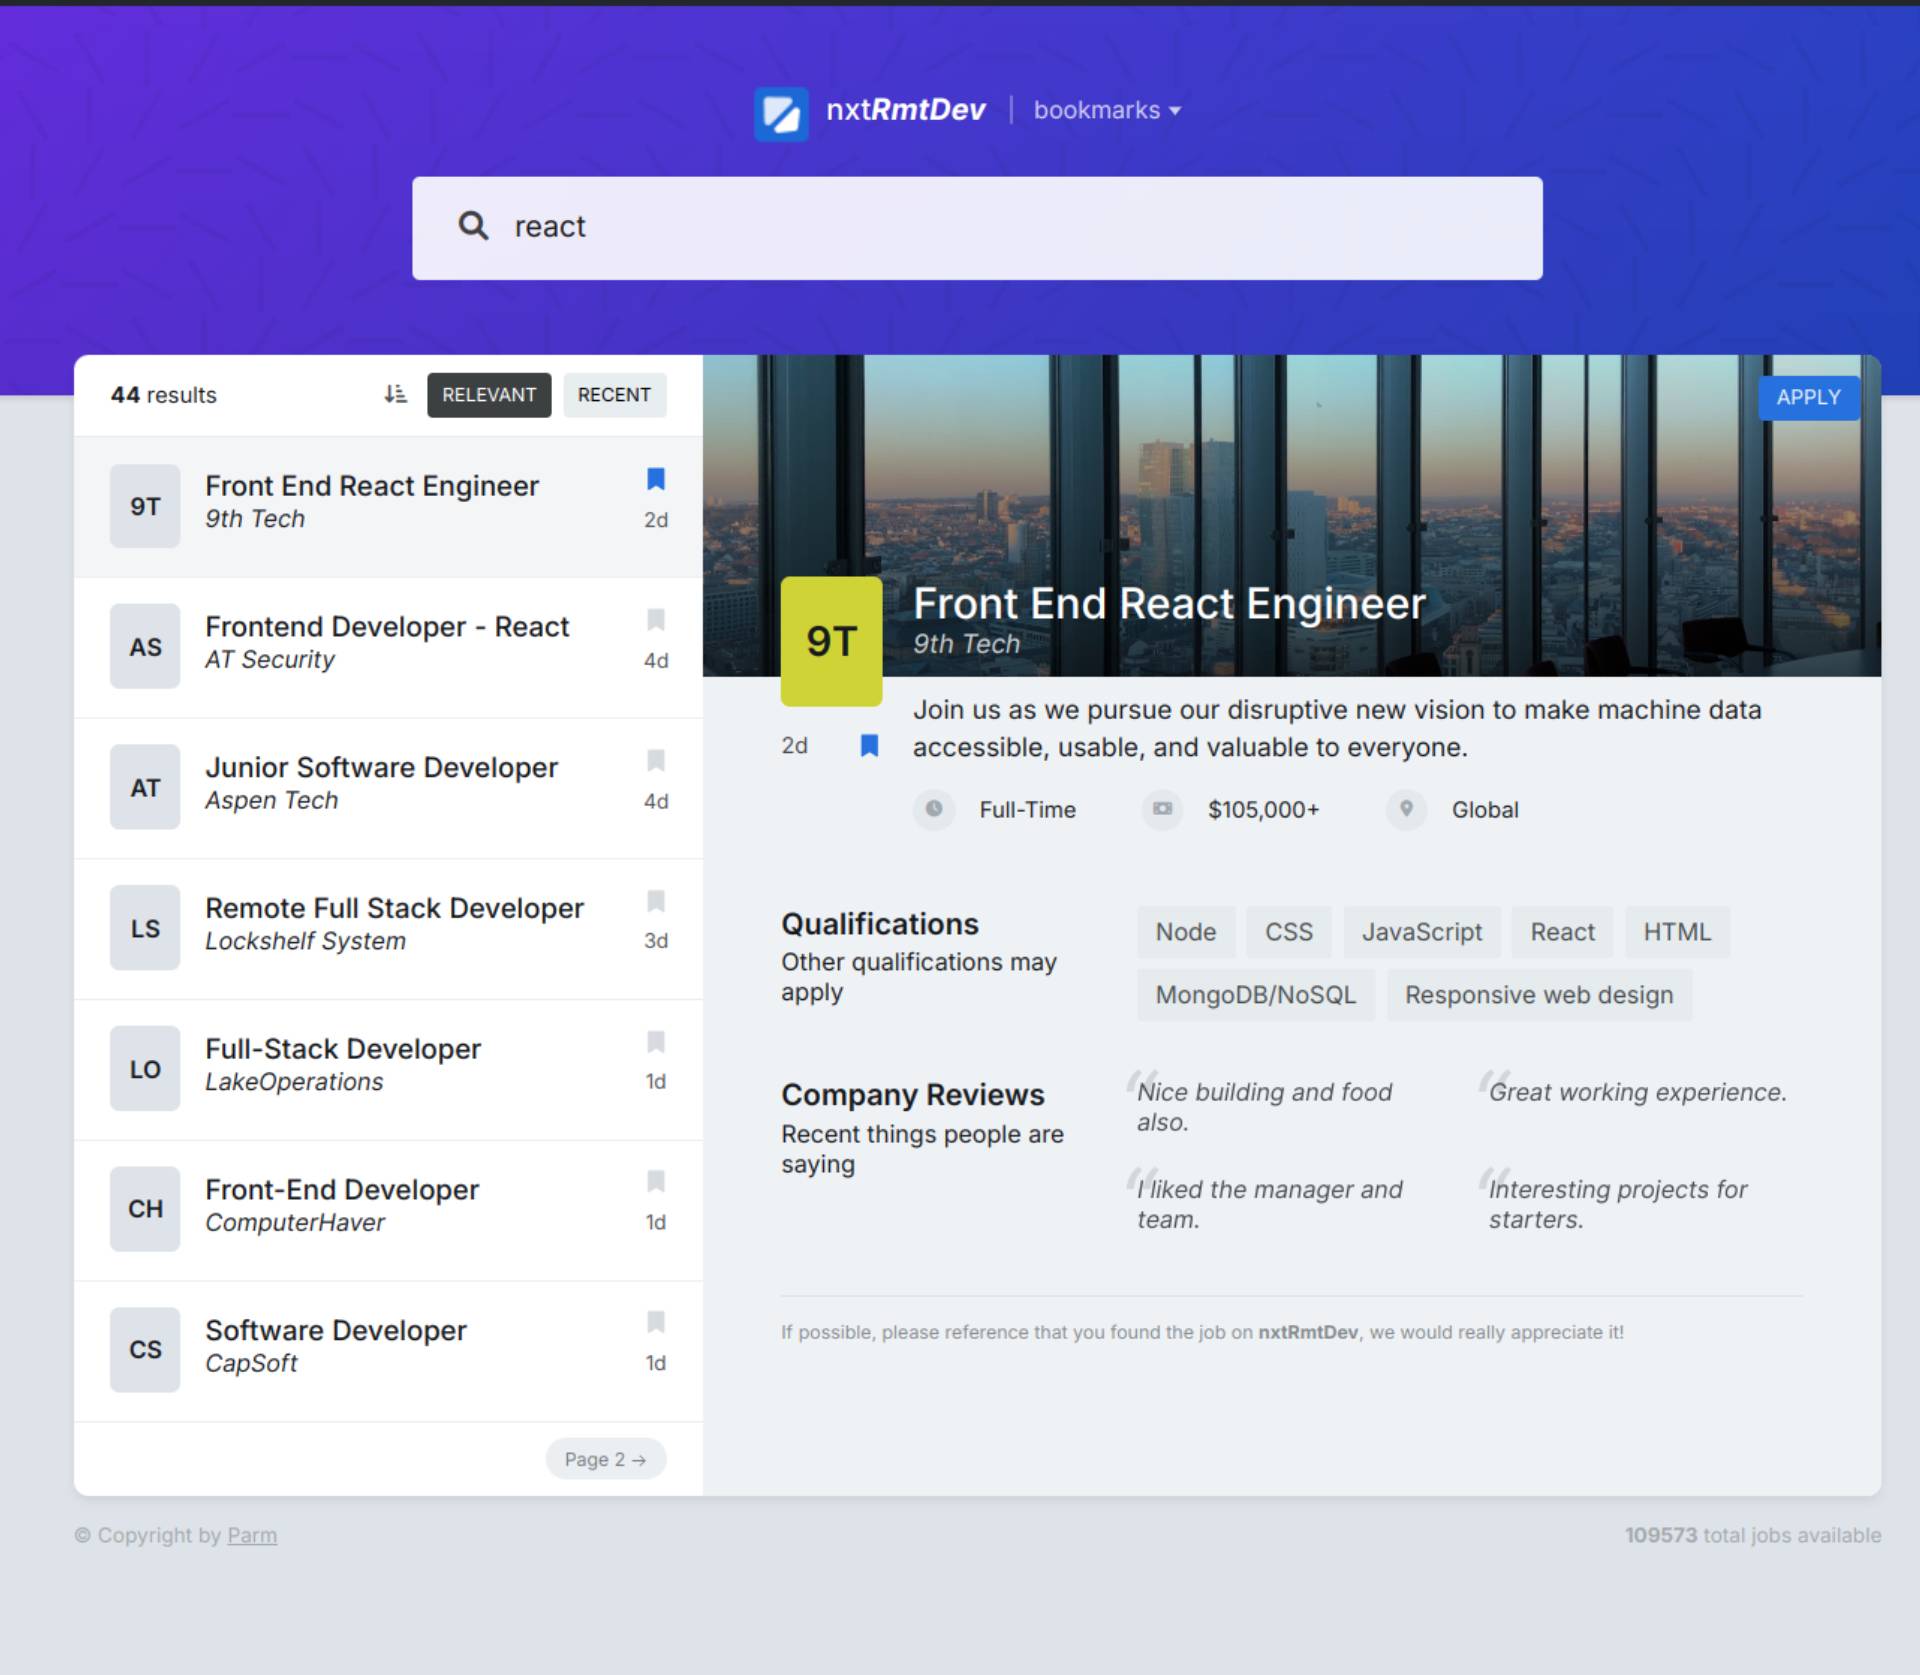 nxtRmtDev | bookmarks
react
44 results RELEVANT RECENT
9T Front End React Engineer
9th Tech 2d
AS Frontend Developer - React
AT Security 4d
AT Junior Software Developer
Aspen Tech 4d
LS Remote Full Stack Developer
Lockshelf System 3d
LO Full-Stack Developer
LakeOperations 1d
CH Front-End Developer
ComputerHaver 1d
CS Software Developer
CapSoft 1d
Page 2 →
APPLY
9T Front End React Engineer
9th Tech
2d
Join us as we pursue our disruptive new vision to make machine data
accessible, usable, and valuable to everyone.
Full-Time $105,000+ Global
Qualifications
Other qualifications may
apply
Node CSS JavaScript React HTML
MongoDB/NoSQL Responsive web design
Company Reviews
Recent things people are
saying
“Nice building and food
also.
“Great working experience.
“I liked the manager and
team.
“Interesting projects for
starters.
If possible, please reference that you found the job on nxtRmtDev, we would really appreciate it!
© Copyright by Parm
109573 total jobs available